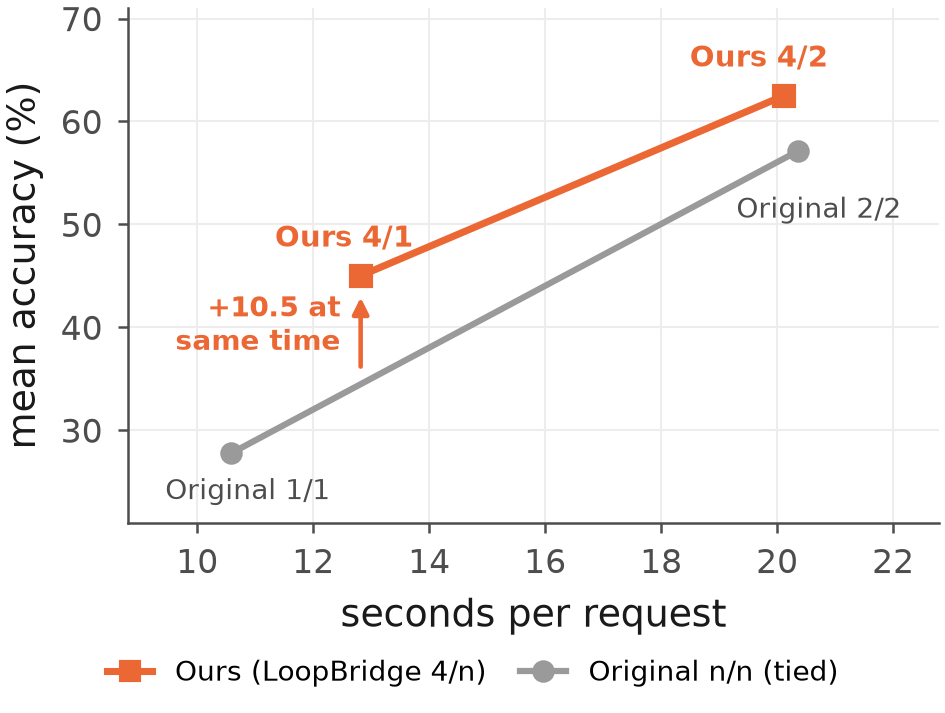 70
60
50
40
30
mean accuracy (%)
Ours 4/2
Original 2/2
Ours 4/1
+10.5 at
same time
Original 1/1
10 12 14 16 18 20 22
seconds per request
Ours (LoopBridge 4/n) Original n/n (tied)